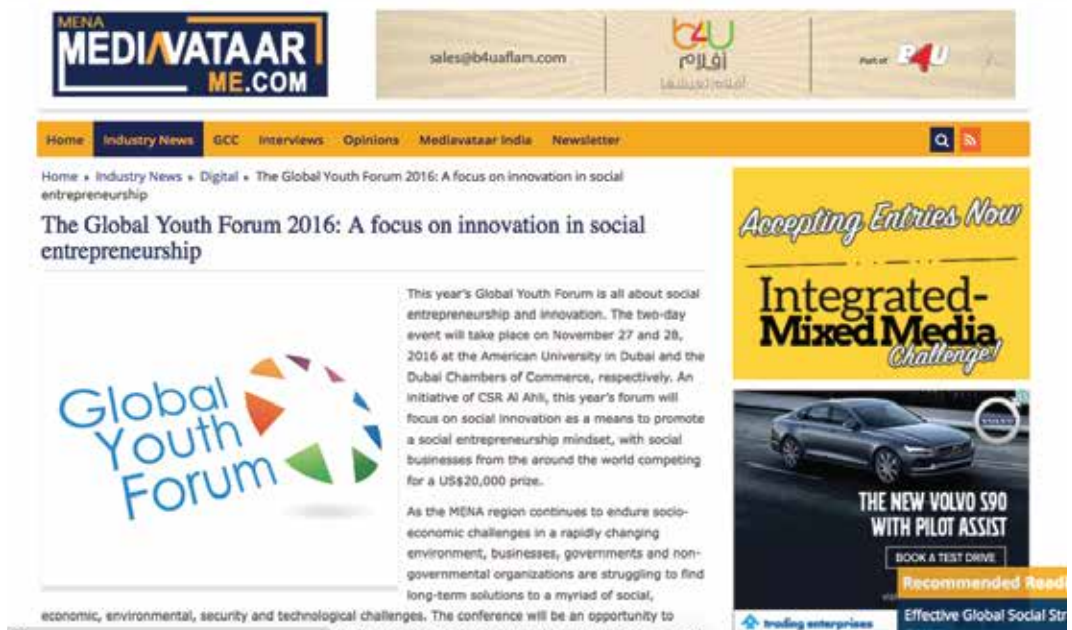 MENA
MEDIAVATAAR
ME.COM
sales@b4uaflam.com
b4U
أفلام
Part of B4U
Home Industry News GCC Interviews Opinions Mediavataar India Newsletter
Home » Industry News » Digital » The Global Youth Forum 2016: A focus on innovation in social
entrepreneurship
The Global Youth Forum 2016: A focus on innovation in social
entrepreneurship
Global
Youth
Forum
This year's Global Youth Forum is all about social
entrepreneurship and innovation. The two-day
event will take place on November 27 and 28,
2016 at the American University in Dubai and the
Dubai Chambers of Commerce, respectively. An
initiative of CSR Al Ahli, this year's forum will
focus on social innovation as a means to promote
a social entrepreneurship mindset, with social
businesses from the around the world competing
for a US$20,000 prize.
As the MENA region continues to endure socio-
economic challenges in a rapidly changing
environment, businesses, governments and non-
governmental organizations are struggling to find
long-term solutions to a myriad of social,
economic, environmental, security and technological challenges. The conference will be an opportunity to
Accepting Entries Now
Integrated-
Mixed Media
Challenge!
VOLVO
THE NEW VOLVO S90
WITH PILOT ASSIST
BOOK A TEST DRIVE
trading enterprises
Recommended Readi
Effective Global Social Str